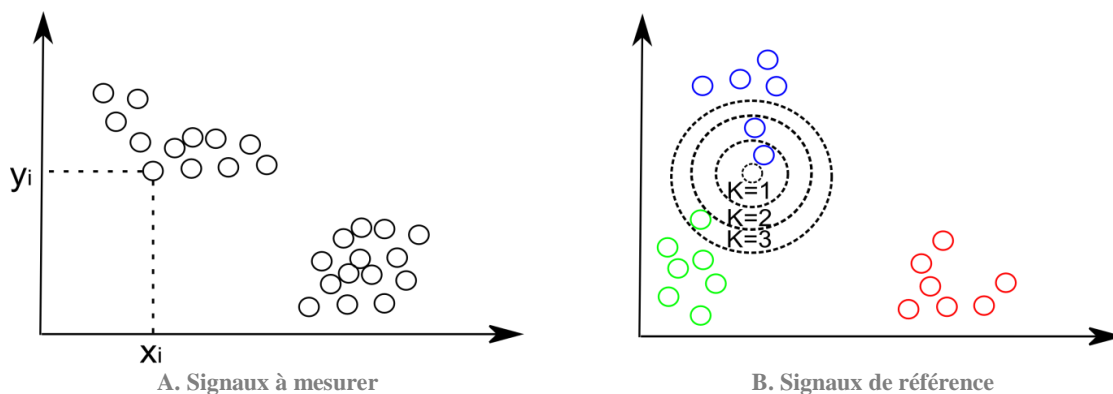 yi
xi
A. Signaux à mesurer
K=1
K=2
K=3
B. Signaux de référence